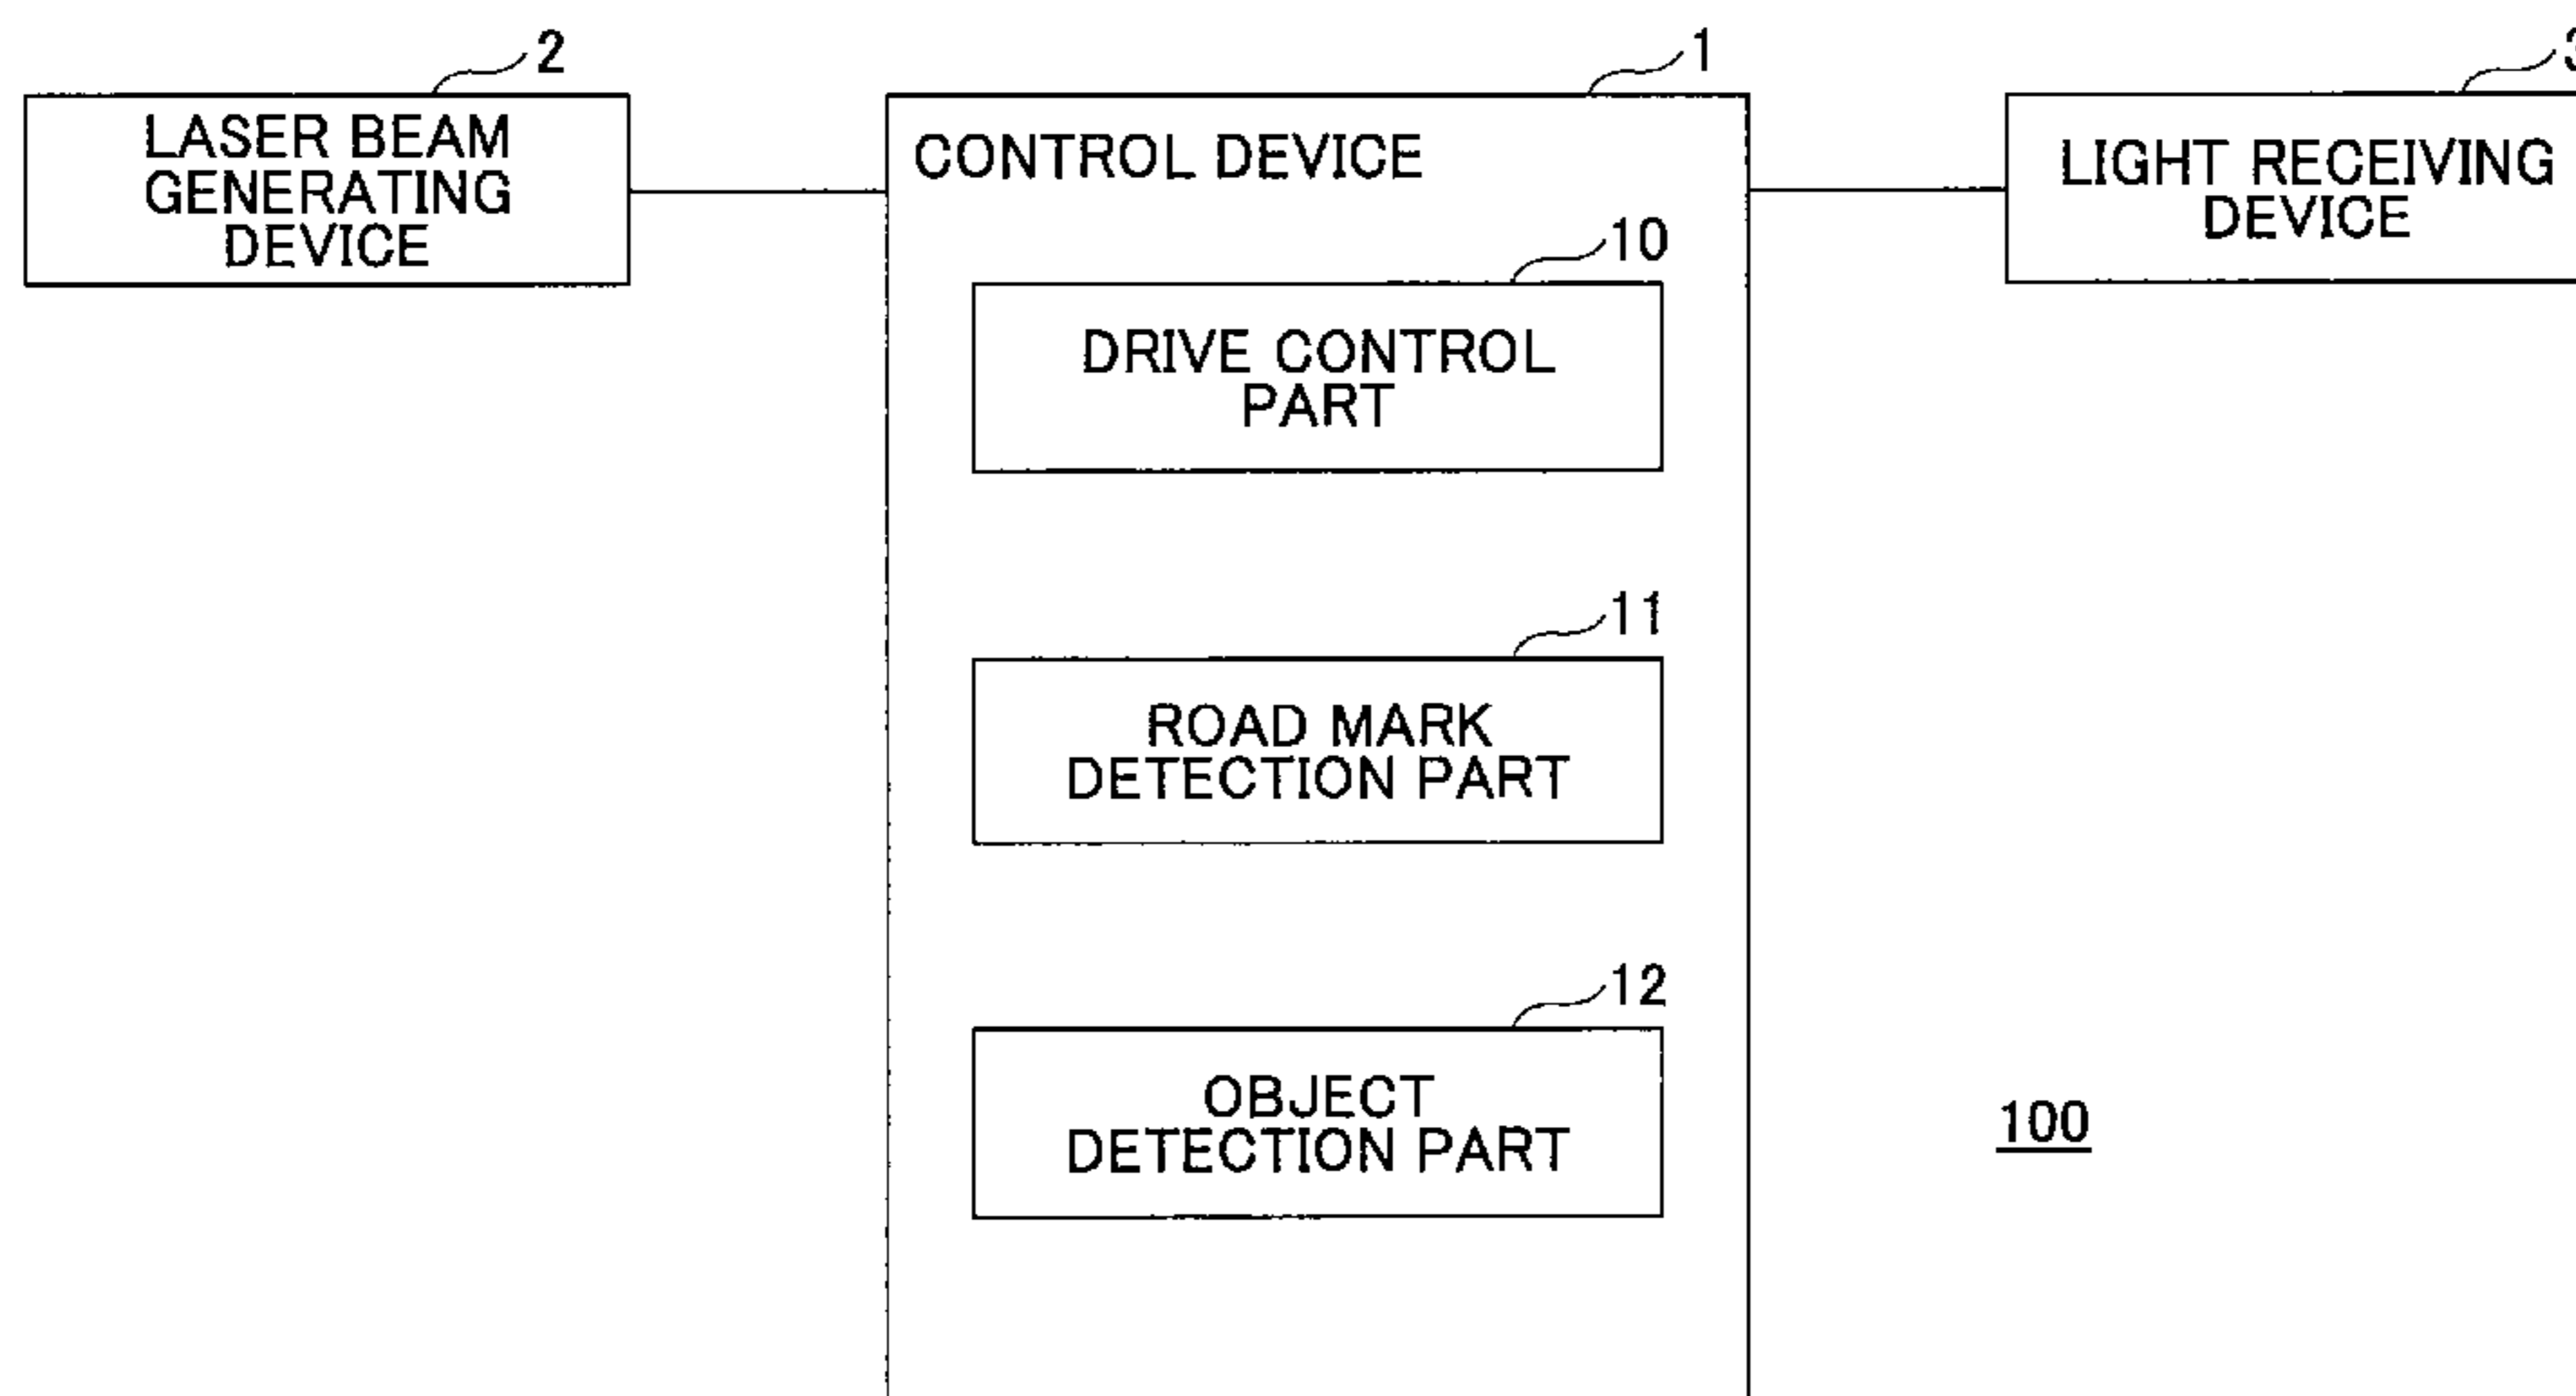 2
1
3
LASER BEAM
GENERATING
DEVICE
CONTROL DEVICE
LIGHT RECEIVING
DEVICE
10
DRIVE CONTROL
PART
11
ROAD MARK
DETECTION PART
12
OBJECT
DETECTION PART
100